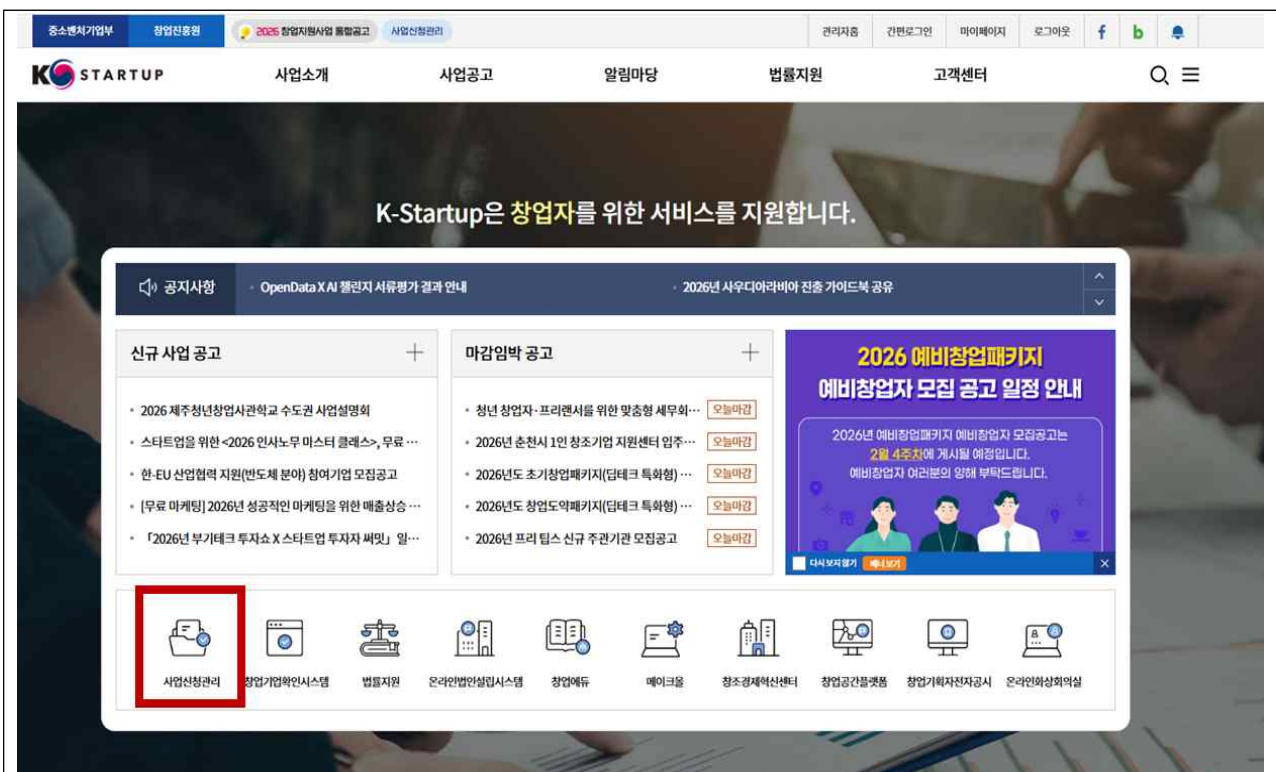 중소벤처기업부 창업진흥원 2025 창업지원사업 통합공고 사업신청관리 관리자홈 간편로그인 마이페이지 로그아웃 f b
K STARTUP 사업소개 사업공고 알림마당 법률지원 고객센터
K-Startup은 창업자를 위한 서비스를 지원합니다.
공지사항 · OpenData X AI 챌린지 서류평가 결과 안내 · 2026년 사우디아라비아 진출 가이드북 공유
신규 사업 공고
· 2026 제주청년창업사관학교 수도권 사업설명회
· 스타트업을 위한 <2026 인사노무 마스터 클래스>, 무료 …
· 한-EU 산업협력 지원(반도체 분야) 참여기업 모집공고
· [무료 마케팅] 2026년 성공적인 마케팅을 위한 매출상승 …
· 「2026년 부기테크 투자쇼 X 스타트업 투자자 써밋」 일…
마감임박 공고
· 청년 창업자·프리랜서를 위한 맞춤형 세무회… 오늘마감
· 2026년 춘천시 1인 창조기업 지원센터 입주… 오늘마감
· 2026년도 초기창업패키지(딥테크 특화형) … 오늘마감
· 2026년도 창업도약패키지(딥테크 특화형) … 오늘마감
· 2026년 프리 팁스 신규 주관기관 모집공고 오늘마감
2026 예비창업패키지
예비창업자 모집 공고 일정 안내
2026년 예비창업패키지 예비창업자 모집공고는
2월 4주차에 게시될 예정입니다.
예비창업자 여러분의 양해 부탁드립니다.
다시 보지 않기 배너 보기
사업신청관리 창업기업확인시스템 법률지원 온라인법인설립시스템 창업에듀 메이크올 창조경제혁신센터 창업공간플랫폼 창업기획자전자공시 온라인화상회의실